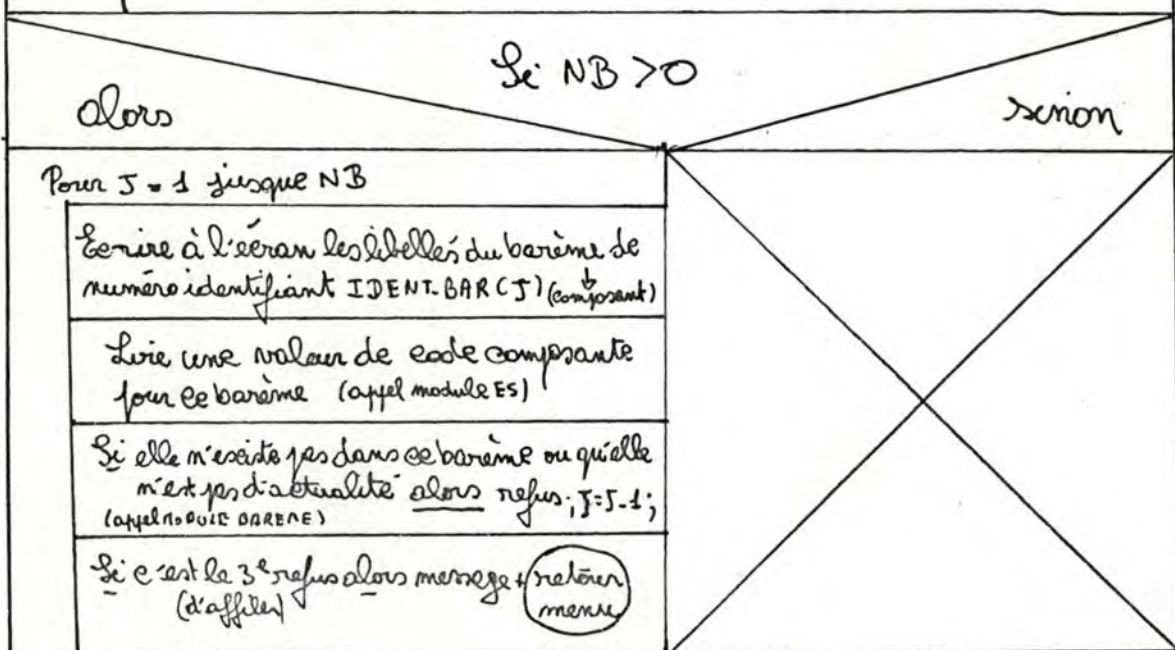 Si NB > 0
alors
sinon
Pour J = 1 jusque NB
Ecrire à l'écran les libellés du barème de
numéro identifiant IDENT-BAR(J) (composant)
Lire une valeur de code composante
pour ce barème (appel module ES)
Si elle n'existe pas dans ce barème ou qu'elle
n'est pas d'actualité alors refus; J=J-1;
(appel MODULE BAREME)
Si c'est le 3e refus alors message + retour
(d'affilée) menu